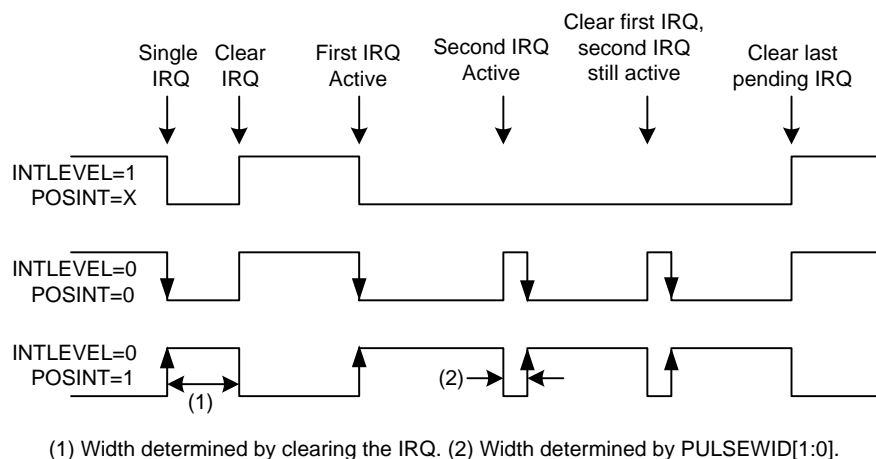 Single
IRQ
Clear
IRQ
First IRQ
Active
Second IRQ
Active
Clear first IRQ,
second IRQ
still active
Clear last
pending IRQ
INTLEVEL=1
POSINT=X
INTLEVEL=0
POSINT=0
INTLEVEL=0
POSINT=1
(1)
(2)
(1) Width determined by clearing the IRQ. (2) Width determined by PULSEWID[1:0].